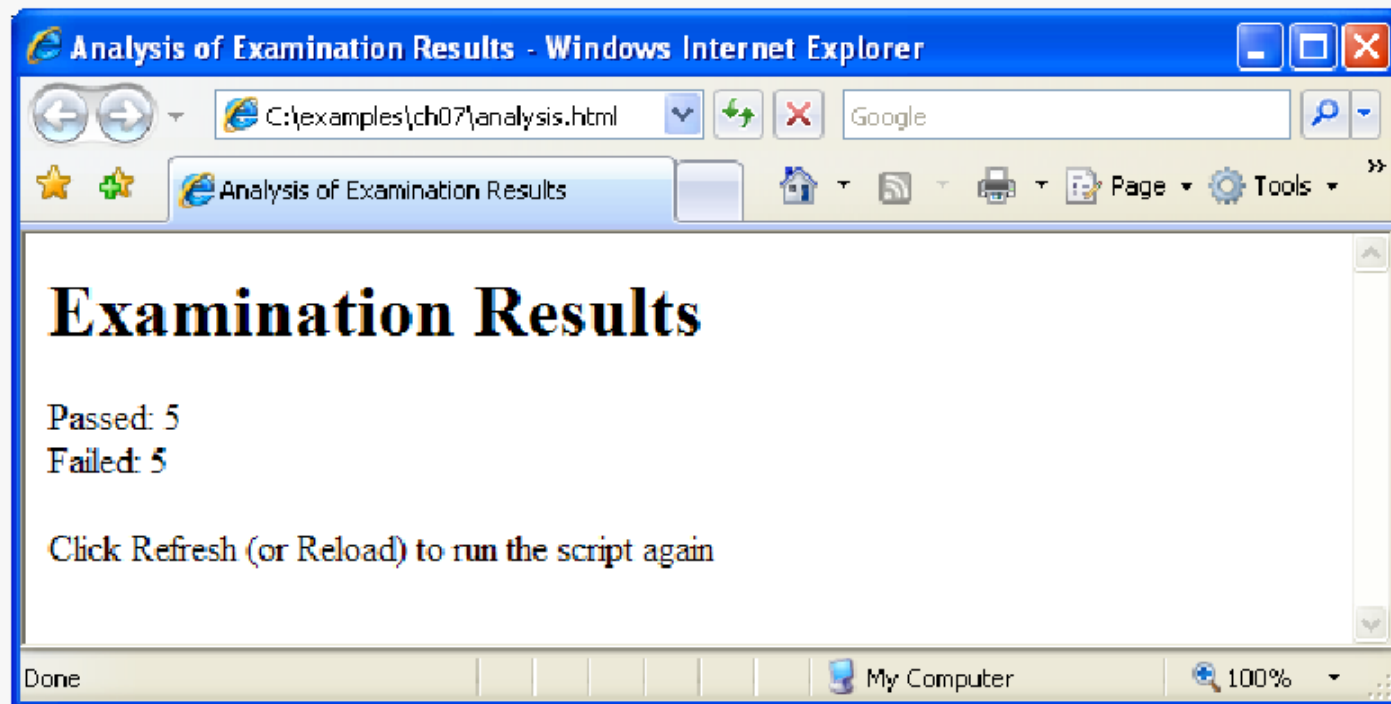 Analysis of Examination Results - Windows Internet Explorer
C:\examples\ch07\analysis.html
Google
Analysis of Examination Results
Page
Tools
Examination Results
Passed: 5
Failed: 5
Click Refresh (or Reload) to run the script again
Done
My Computer
100%